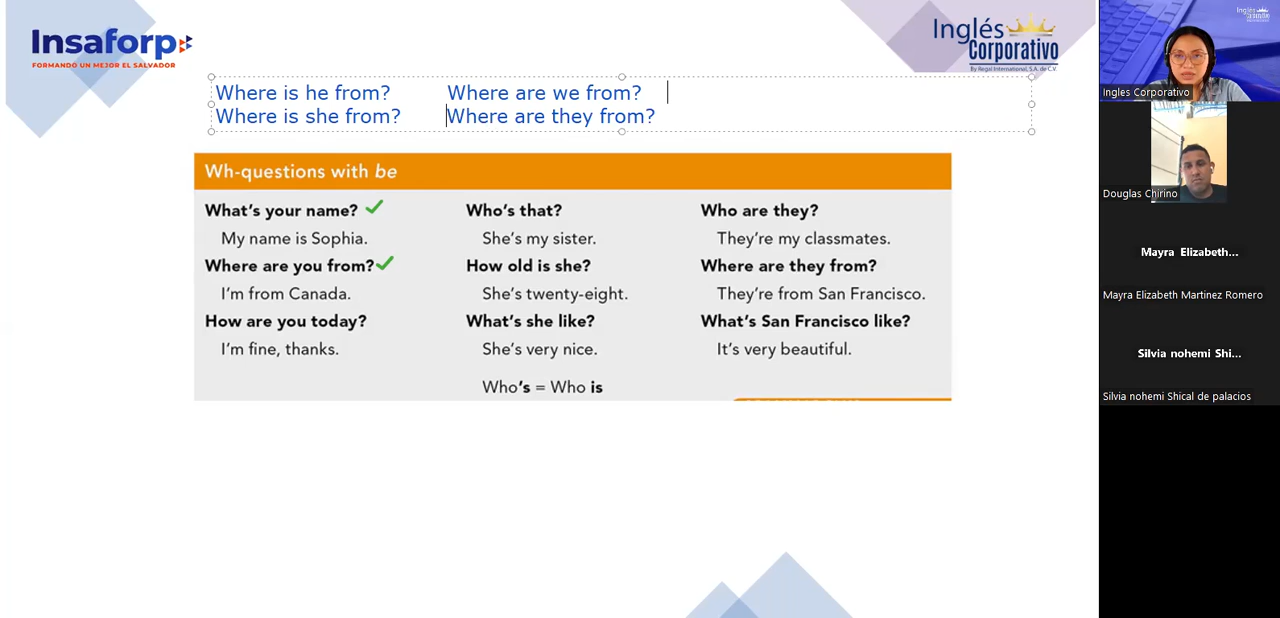 Insaforp
FORMANDO UN MEJOR EL SALVADOR
Inglés
Corporativo
By Regal International, S.A. de C.V.
Where is he from? Where are we from?
Where is she from? Where are they from?
Wh-questions with be
What's your name?
My name is Sophia.
Where are you from?
I'm from Canada.
How are you today?
I'm fine, thanks.
Who's that?
She's my sister.
How old is she?
She's twenty-eight.
What's she like?
She's very nice.
Who's = Who is
Who are they?
They're my classmates.
Where are they from?
They're from San Francisco.
What's San Francisco like?
It's very beautiful.
Ingles Corporativo
Douglas Chirino
Mayra Elizabeth...
Mayra Elizabeth Martinez Romero
Silvia nohemi Shi...
Silvia nohemi Shical de palacios